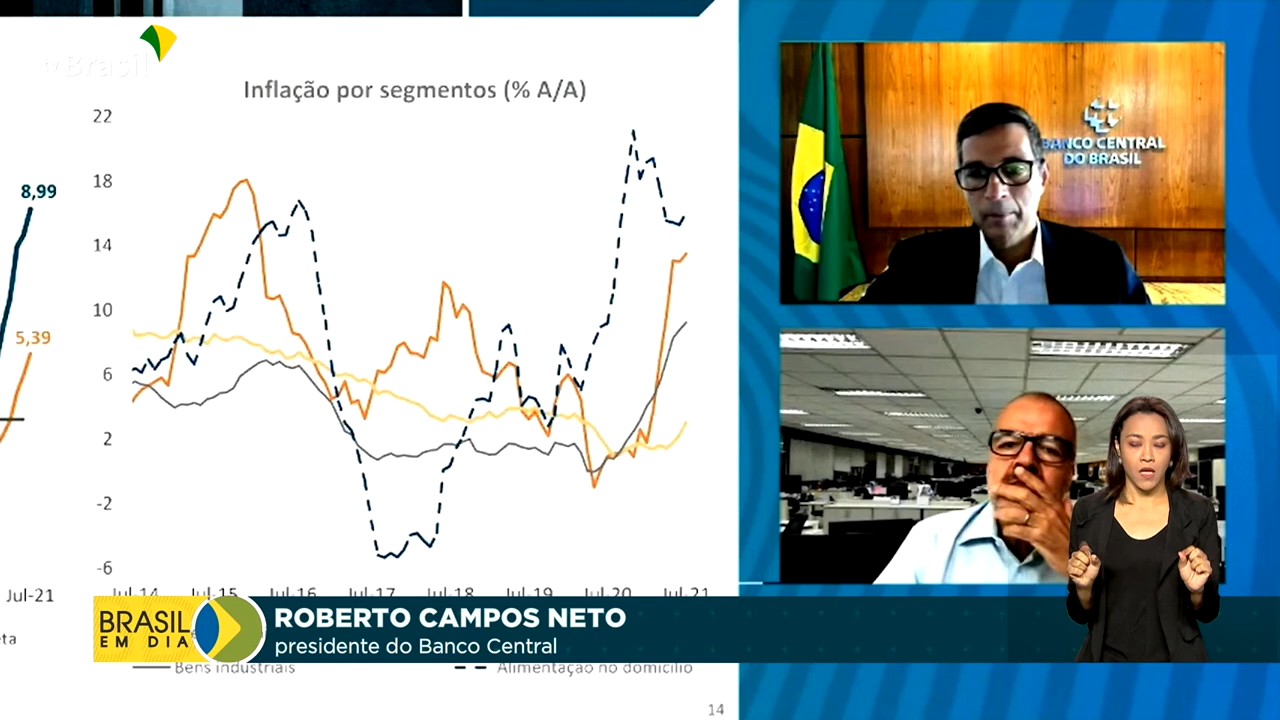 tvBrasil
Inflação por segmentos (% A/A)
22
18
14
10
6
2
-2
-6
8,99
5,39
Jul-21
Jul-14
Jul-15
Jul-16
Jul-17
Jul-18
Jul-19
Jul-20
Jul-21
BANCO CENTRAL
DO BRASIL
BRASIL
EM DIA
ROBERTO CAMPOS NETO
presidente do Banco Central
Bens industriais
Alimentação no domicílio
14